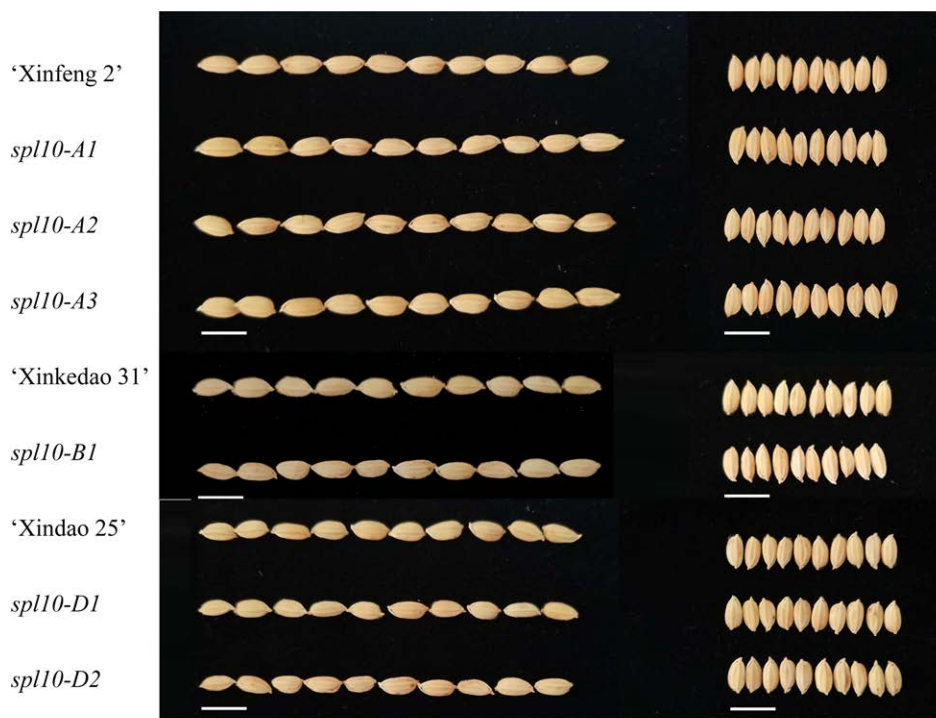 ‘Xinfeng 2’
spl10-A1
spl10-A2
spl10-A3
‘Xinkedao 31’
spl10-B1
‘Xindao 25’
spl10-D1
spl10-D2